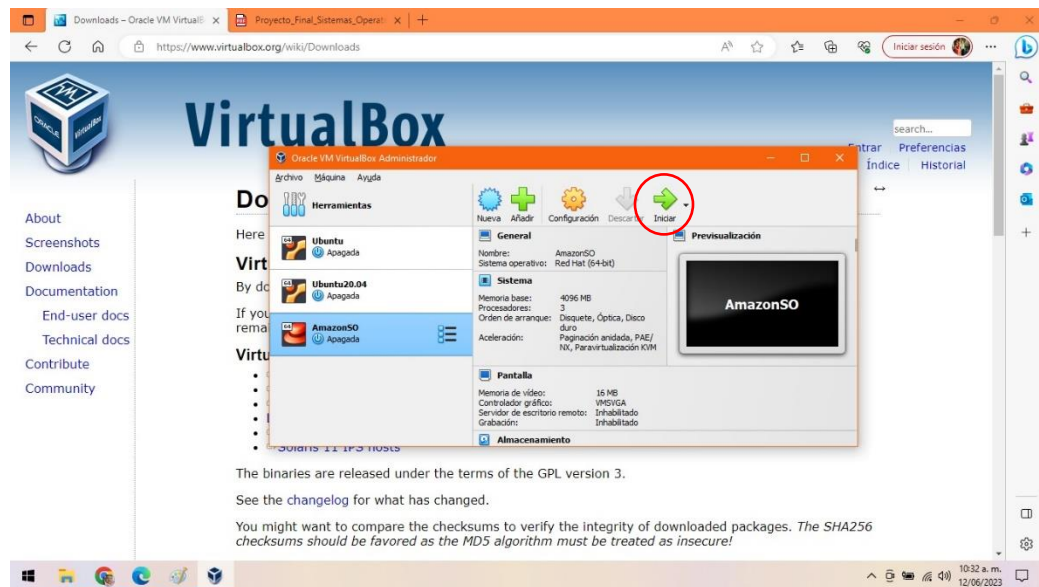 Downloads – Oracle VM VirtualB
Proyecto_Final_Sistemas_Operat
https://www.virtualbox.org/wiki/Downloads
Iniciar sesión
VirtualBox
search...
Entrar Preferencias
Índice Historial
About
Screenshots
Downloads
Documentation
End-user docs
Technical docs
Contribute
Community
Do
Here
Virt
By do
If you
rema
Virtu
Oracle VM VirtualBox Administrador
Archivo Máquina Ayuda
Herramientas
Nueva Añadir Configuración Descartar Iniciar
Ubuntu
Apagada
Ubuntu20.04
Apagada
AmazonSO
Apagada
General
Nombre: AmazonSO
Sistema operativo: Red Hat (64-bit)
Sistema
Memoria base: 4096 MB
Procesadores: 3
Orden de arranque: Disquete, Óptica, Disco
duro
Aceleración: Paginación anidada, PAE/
NX, Paravirtualización KVM
Previsualización
AmazonSO
Pantalla
Memoria de vídeo: 16 MB
Controlador gráfico: VMSVGA
Servidor de escritorio remoto: Inhabilitado
Grabación: Inhabilitado
Almacenamiento
Solaris 11 IPS hosts
The binaries are released under the terms of the GPL version 3.
See the changelog for what has changed.
You might want to compare the checksums to verify the integrity of downloaded packages. The SHA256
checksums should be favored as the MD5 algorithm must be treated as insecure!
10:32 a. m.
12/06/2023